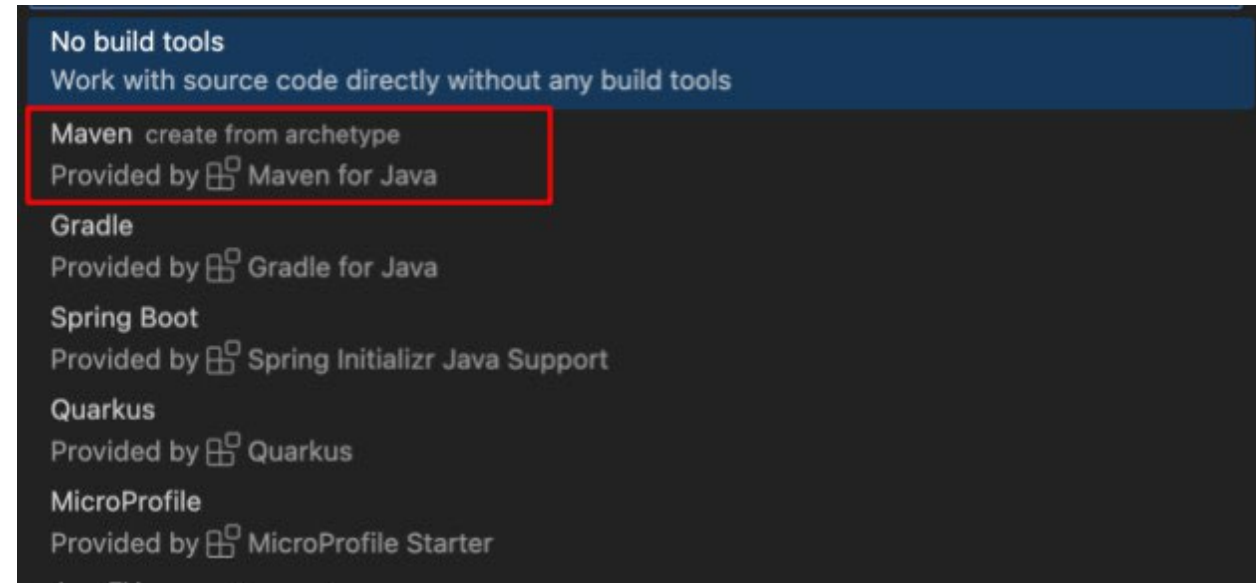 No build tools
Work with source code directly without any build tools
Maven create from archetype
Provided by Maven for Java
Gradle
Provided by Gradle for Java
Spring Boot
Provided by Spring Initializr Java Support
Quarkus
Provided by Quarkus
MicroProfile
Provided by MicroProfile Starter